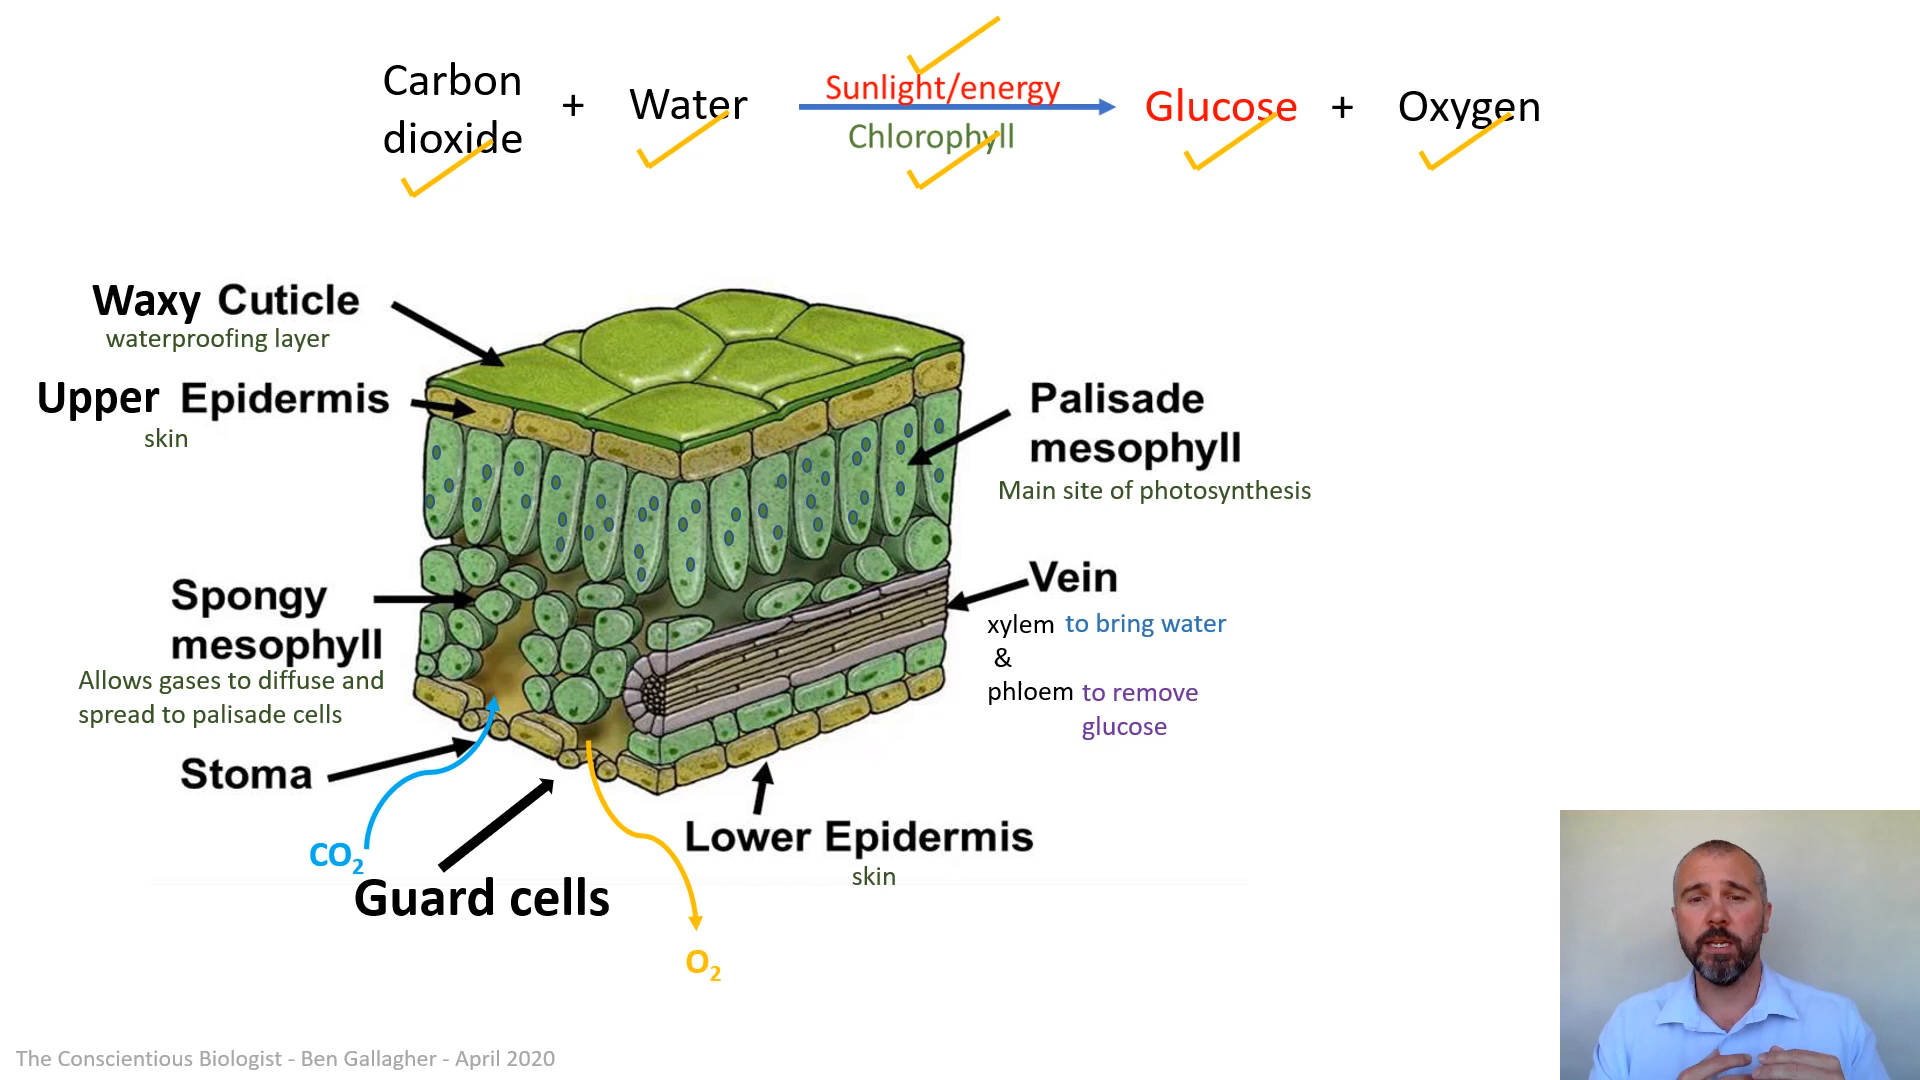 Carbon
dioxide
+
Water
Sunlight/energy
Chlorophyll
Glucose
+
Oxygen
Waxy Cuticle
waterproofing layer
Upper Epidermis
skin
Palisade
mesophyll
Main site of photosynthesis
Spongy
mesophyll
Allows gases to diffuse and
spread to palisade cells
Vein
xylem to bring water
&
phloem to remove
glucose
Stoma
CO₂
Guard cells
Lower Epidermis
skin
O₂
The Conscientious Biologist - Ben Gallagher - April 2020